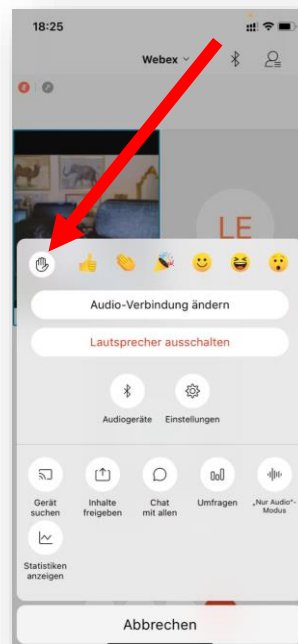 18:25
Webex
LE
Audio-Verbindung ändern
Lautsprecher ausschalten
Audiogeräte
Einstellungen
Gerät
suchen
Inhalte
freigeben
Chat
mit allen
Umfragen
„Nur Audio"-
Modus
Statistiken
anzeigen
Abbrechen